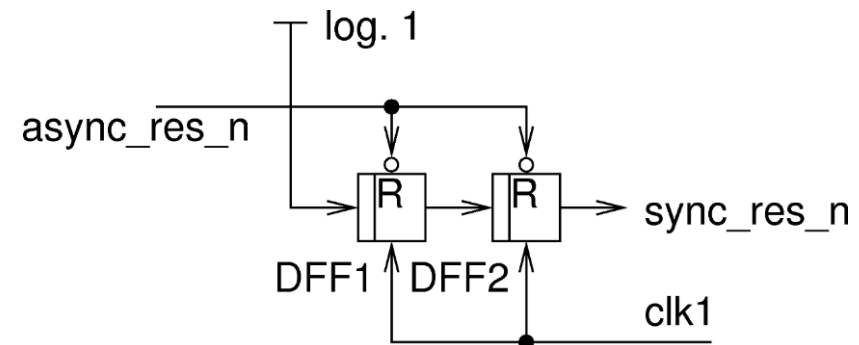 log. 1
async_res_n
R
R
sync_res_n
DFF1
DFF2
clk1